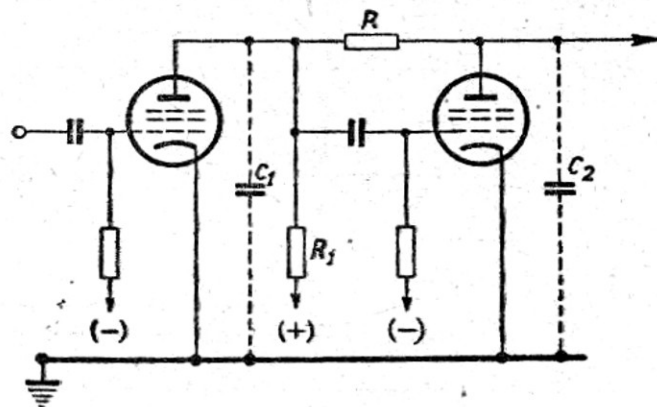 R
C₁
C₂
R₁
(-)
(+)
(-)